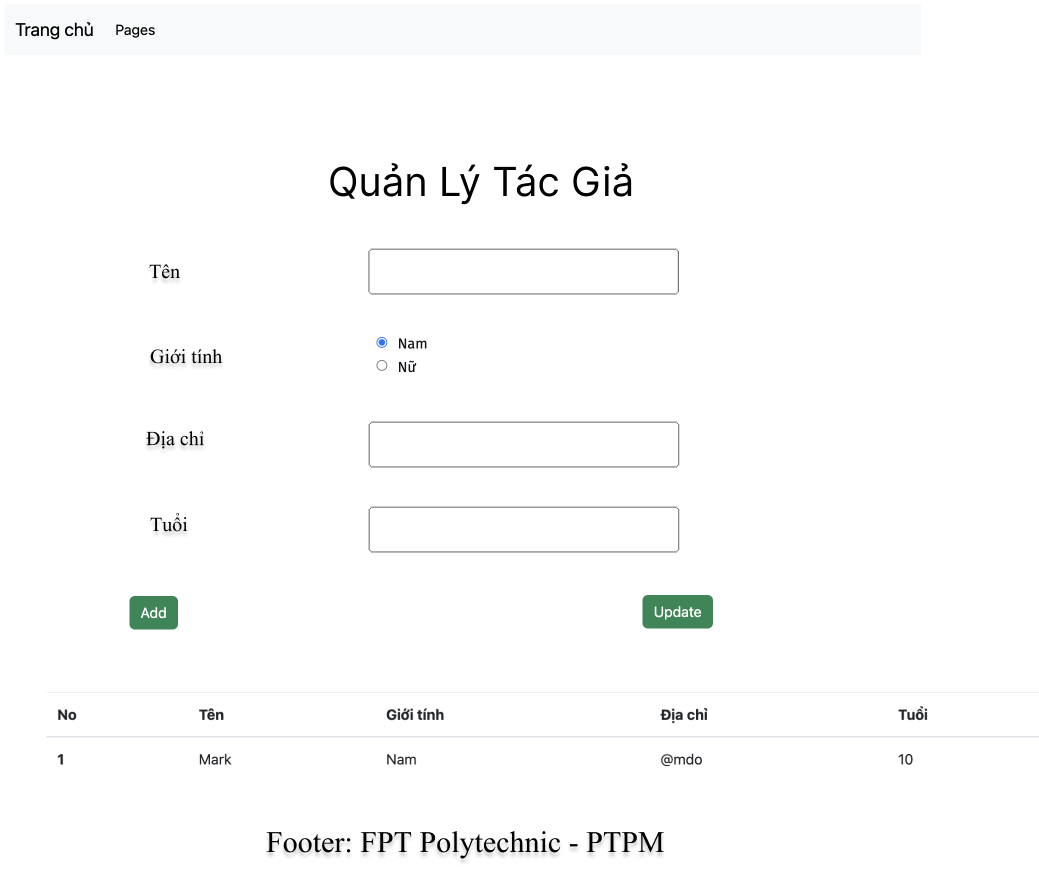 Trang chủ Pages
Quản Lý Tác Giả
Tên
Giới tính
Nam
Nữ
Địa chỉ
Tuổi
Add Update
No Tên Giới tính Địa chỉ Tuổi
1 Mark Nam @mdo 10
Footer: FPT Polytechnic - PTPM